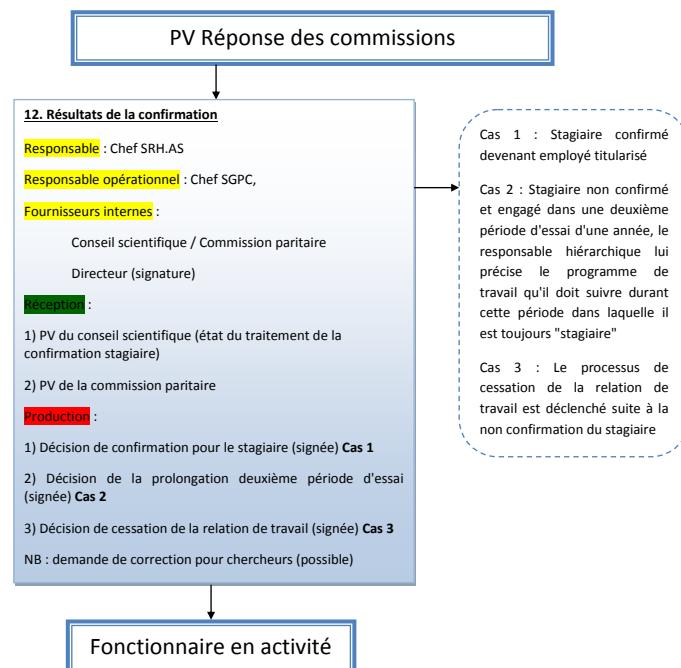 PV Réponse des commissions
12. Résultats de la confirmation
Responsable : Chef SRH.AS
Responsable opérationnel : Chef SGPC,
Fournisseurs internes :
Conseil scientifique / Commission paritaire
Directeur (signature)
Réception :
1) PV du conseil scientifique (état du traitement de la
confirmation stagiaire)
2) PV de la commission paritaire
Production :
1) Décision de confirmation pour le stagiaire (signée) Cas 1
2) Décision de la prolongation deuxième période d'essai
(signée) Cas 2
3) Décision de cessation de la relation de travail (signée) Cas 3
NB : demande de correction pour chercheurs (possible)
Cas 1 : Stagiaire confirmé
devenant employé titularisé
Cas 2 : Stagiaire non confirmé
et engagé dans une deuxième
période d'essai d'une année, le
responsable hiérarchique lui
précise le programme de
travail qu'il doit suivre durant
cette période dans laquelle il
est toujours "stagiaire"
Cas 3 : Le processus de
cessation de la relation de
travail est déclenché suite à la
non confirmation du stagiaire
Fonctionnaire en activité